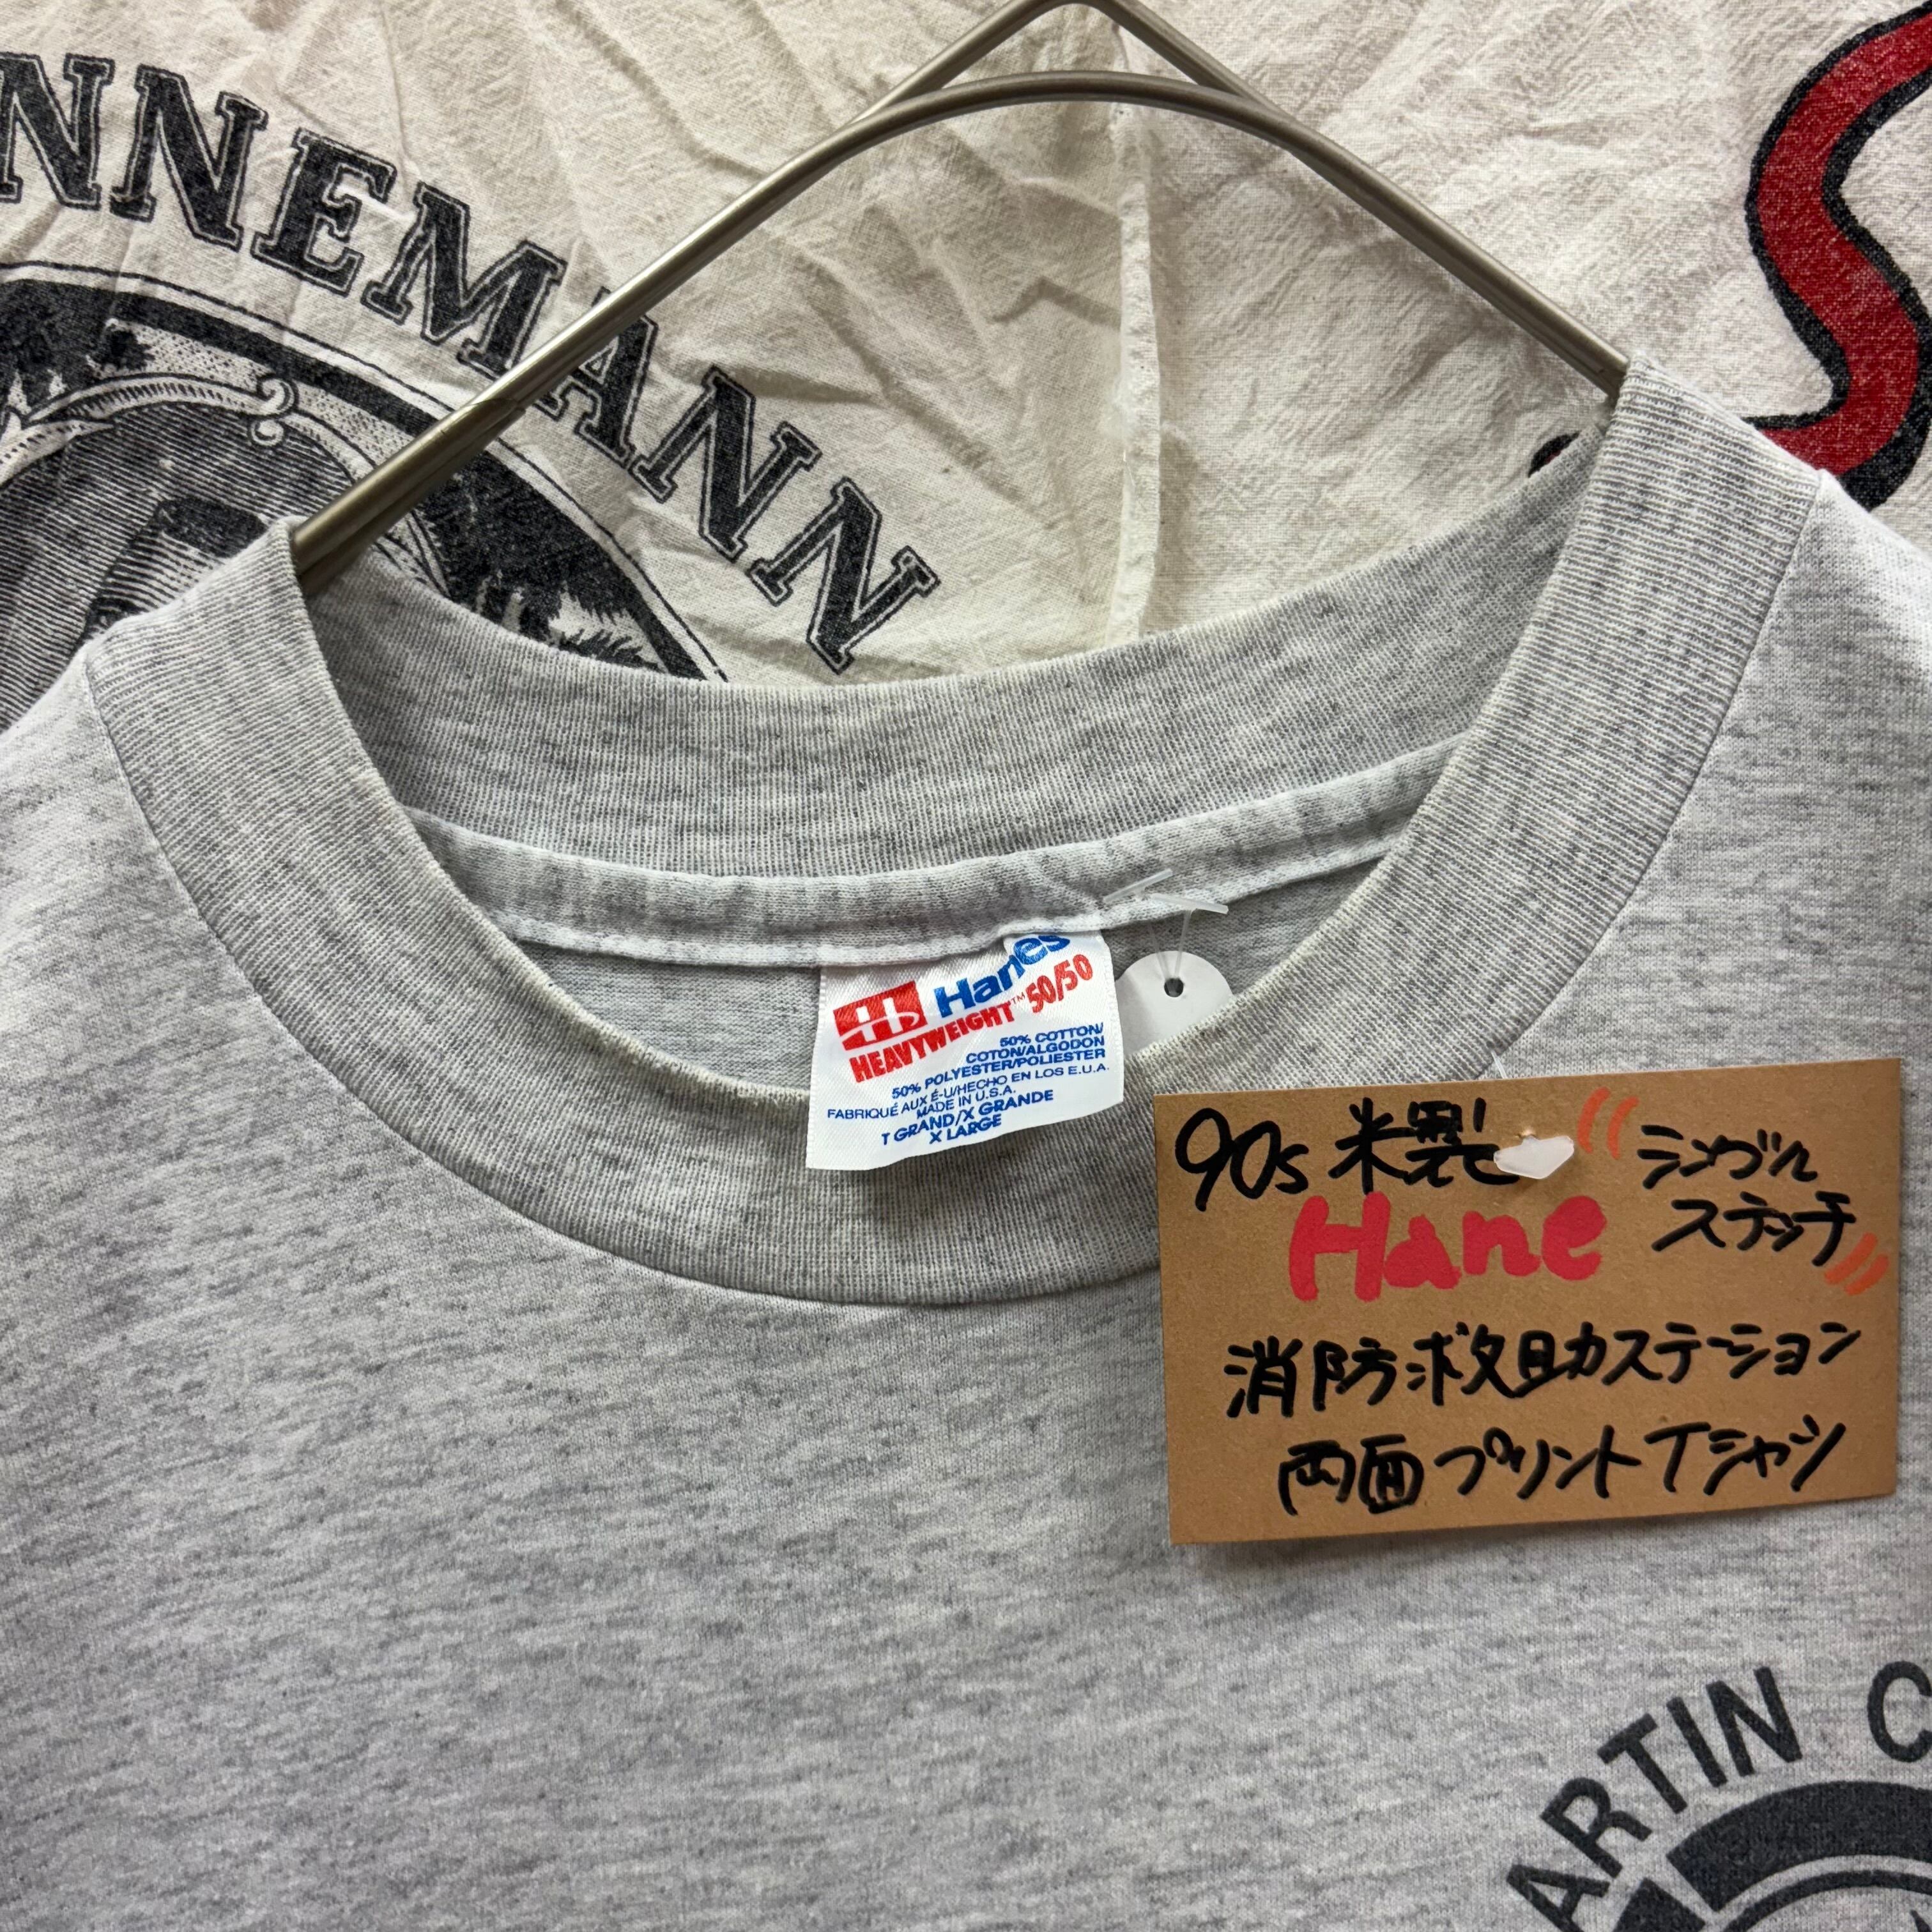 NNEMANN
S
Hanes
HEAVYWEIGHT™ 50/50
50% COTTON/
COTON/ALGODON
50% POLYESTER/POLIESTER
FABRIQUÉ AUX É-U/HECHO EN LOS E.U.A.
MADE IN U.S.A.
T GRAND/X GRANDE
X LARGE
90s 米製 シングル
ステッチ
Hane
消防救助ステーション
両面プリントTシャツ
ARTIN C